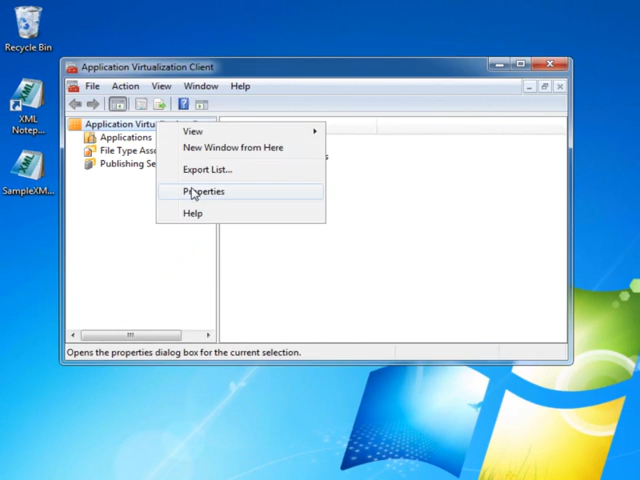 Recycle Bin
XML
Notep...
SampleXM...
Application Virtualization Client
File Action View Window Help
Application Virtu
Applications
File Type Asso
Publishing Se
View
New Window from Here
Export List...
Properties
Help
Opens the properties dialog box for the current selection.